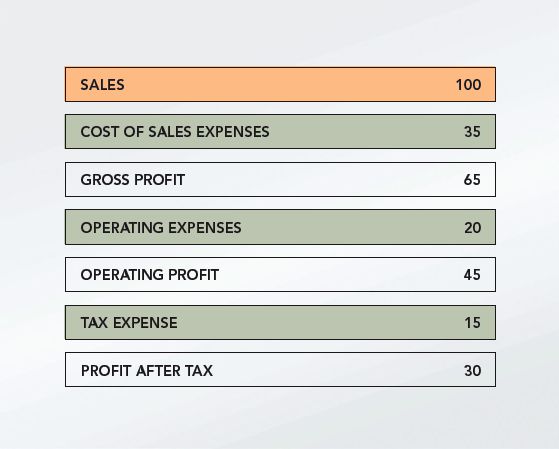 SALES 100
COST OF SALES EXPENSES 35
GROSS PROFIT 65
OPERATING EXPENSES 20
OPERATING PROFIT 45
TAX EXPENSE 15
PROFIT AFTER TAX 30